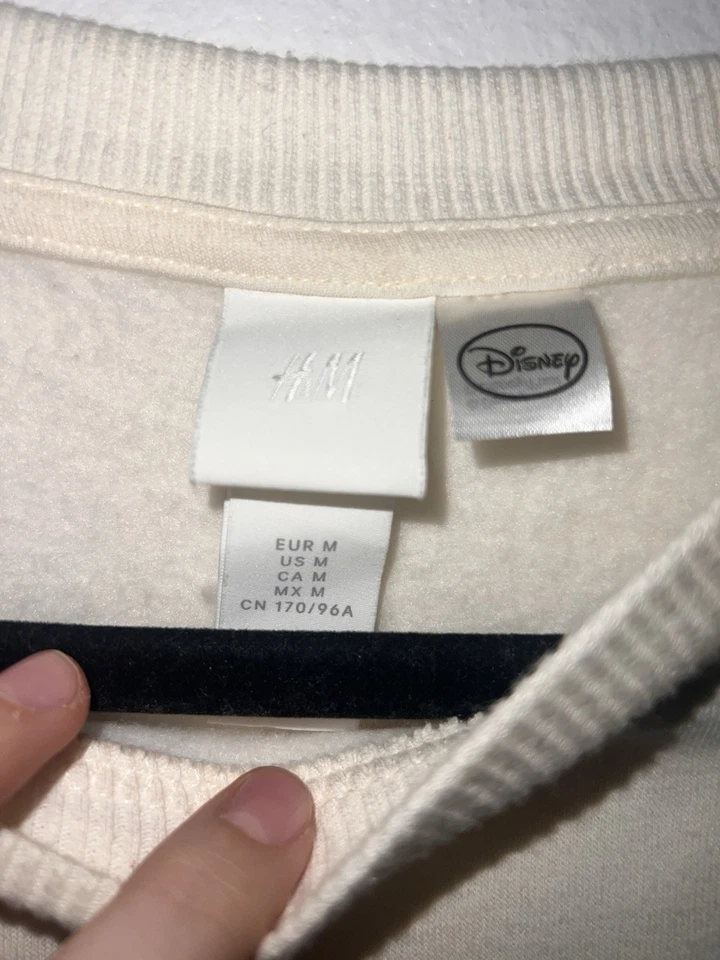 H&M
Disney
EUR M
US M
CA M
MX M
CN 170/96A